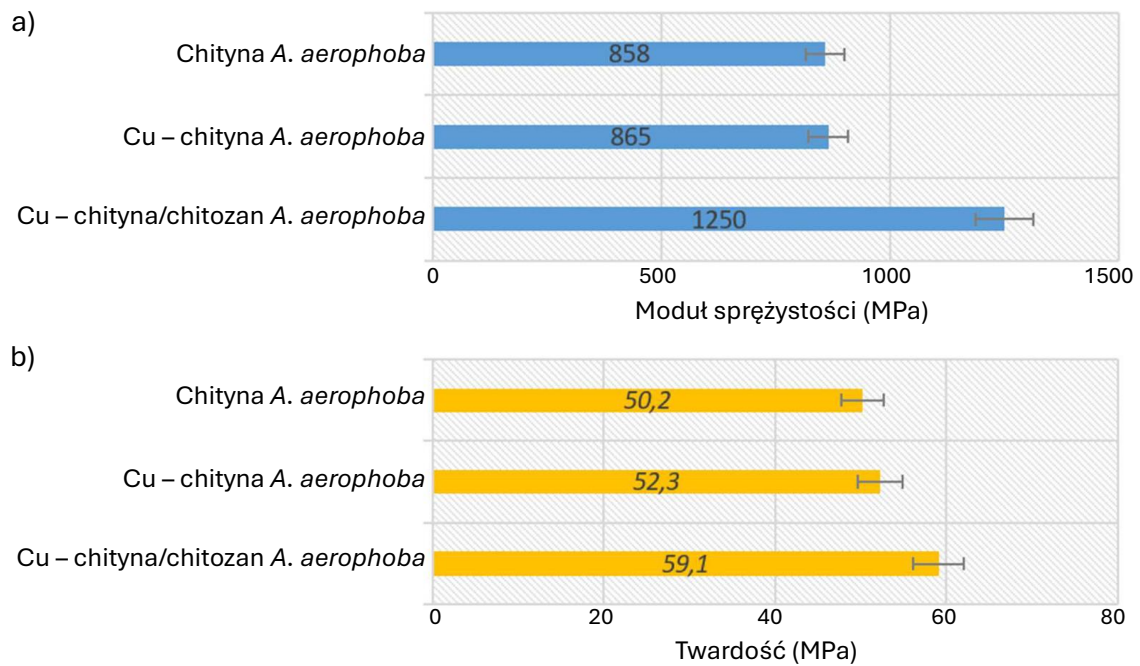 a)
Chityna A. aerophoba
858
Cu – chityna A. aerophoba
865
Cu – chityna/chitozan A. aerophoba
1250
0 500 1000 1500
Moduł sprężystości (MPa)
b)
Chityna A. aerophoba
50,2
Cu – chityna A. aerophoba
52,3
Cu – chityna/chitozan A. aerophoba
59,1
0 20 40 60 80
Twardość (MPa)